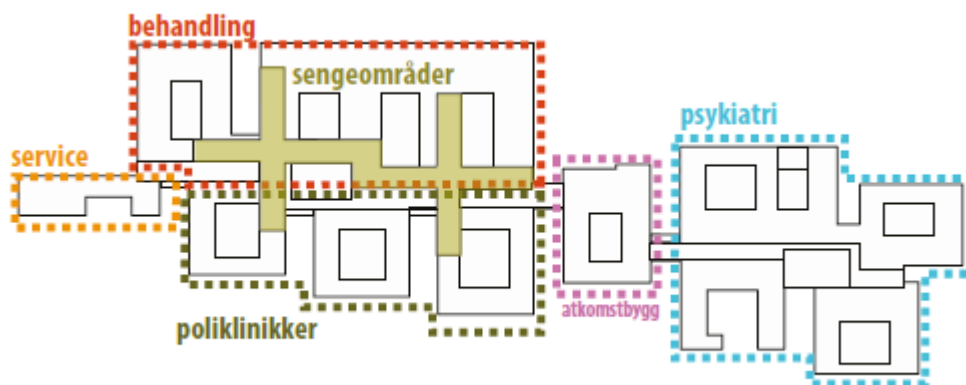 behandling
sengeområder
psykiatri
service
atkomstbygg
poliklinikker